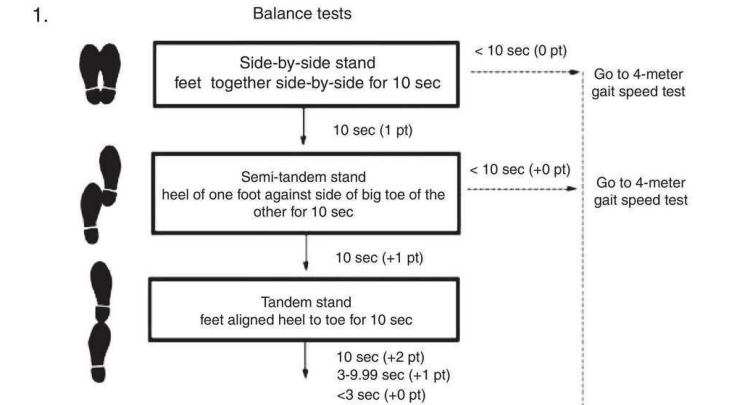 1.
Balance tests
Side-by-side stand
feet together side-by-side for 10 sec
< 10 sec (0 pt)
Go to 4-meter
gait speed test
10 sec (1 pt)
Semi-tandem stand
heel of one foot against side of big toe of the
other for 10 sec
< 10 sec (+0 pt)
Go to 4-meter
gait speed test
10 sec (+1 pt)
Tandem stand
feet aligned heel to toe for 10 sec
10 sec (+2 pt)
3-9.99 sec (+1 pt)
<3 sec (+0 pt)